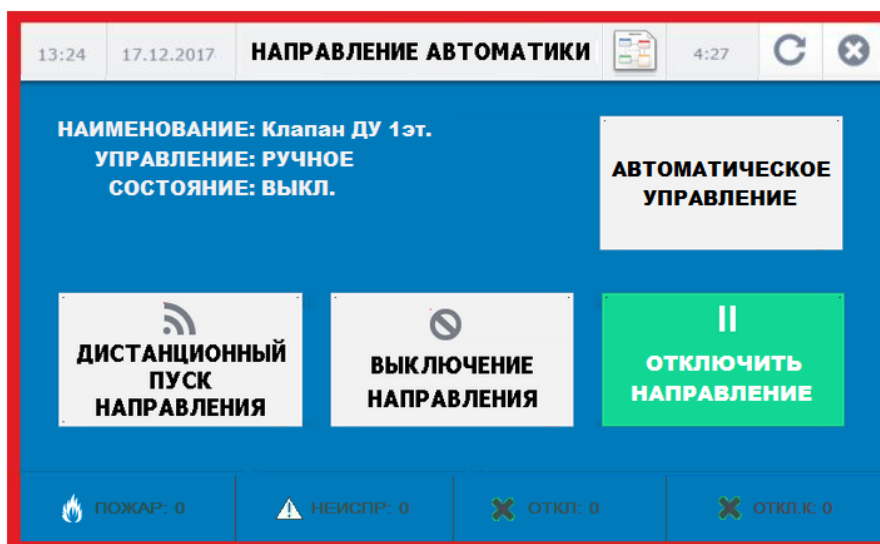 13:24 17.12.2017 НАПРАВЛЕНИЕ АВТОМАТИКИ 4:27
НАИМЕНОВАНИЕ: Клапан ДУ 1эт.
УПРАВЛЕНИЕ: РУЧНОЕ
СОСТОЯНИЕ: ВЫКЛ.
АВТОМАТИЧЕСКОЕ
УПРАВЛЕНИЕ
ДИСТАНЦИОННЫЙ
ПУСК
НАПРАВЛЕНИЯ
ВЫКЛЮЧЕНИЕ
НАПРАВЛЕНИЯ
ОТКЛЮЧИТЬ
НАПРАВЛЕНИЕ
ПОЖАР: 0 НЕИСПР: 0 ОТКЛ: 0 ОТКЛ.К: 0